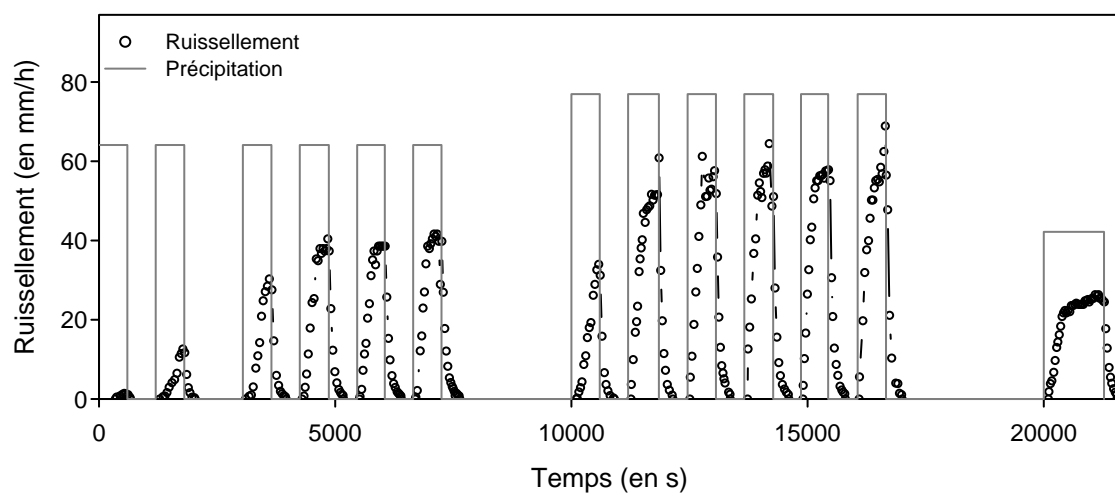 Ruissellement
Précipitation
Ruissellement (en mm/h)
80
60
40
20
0
0
5000
10000
15000
20000
Temps (en s)